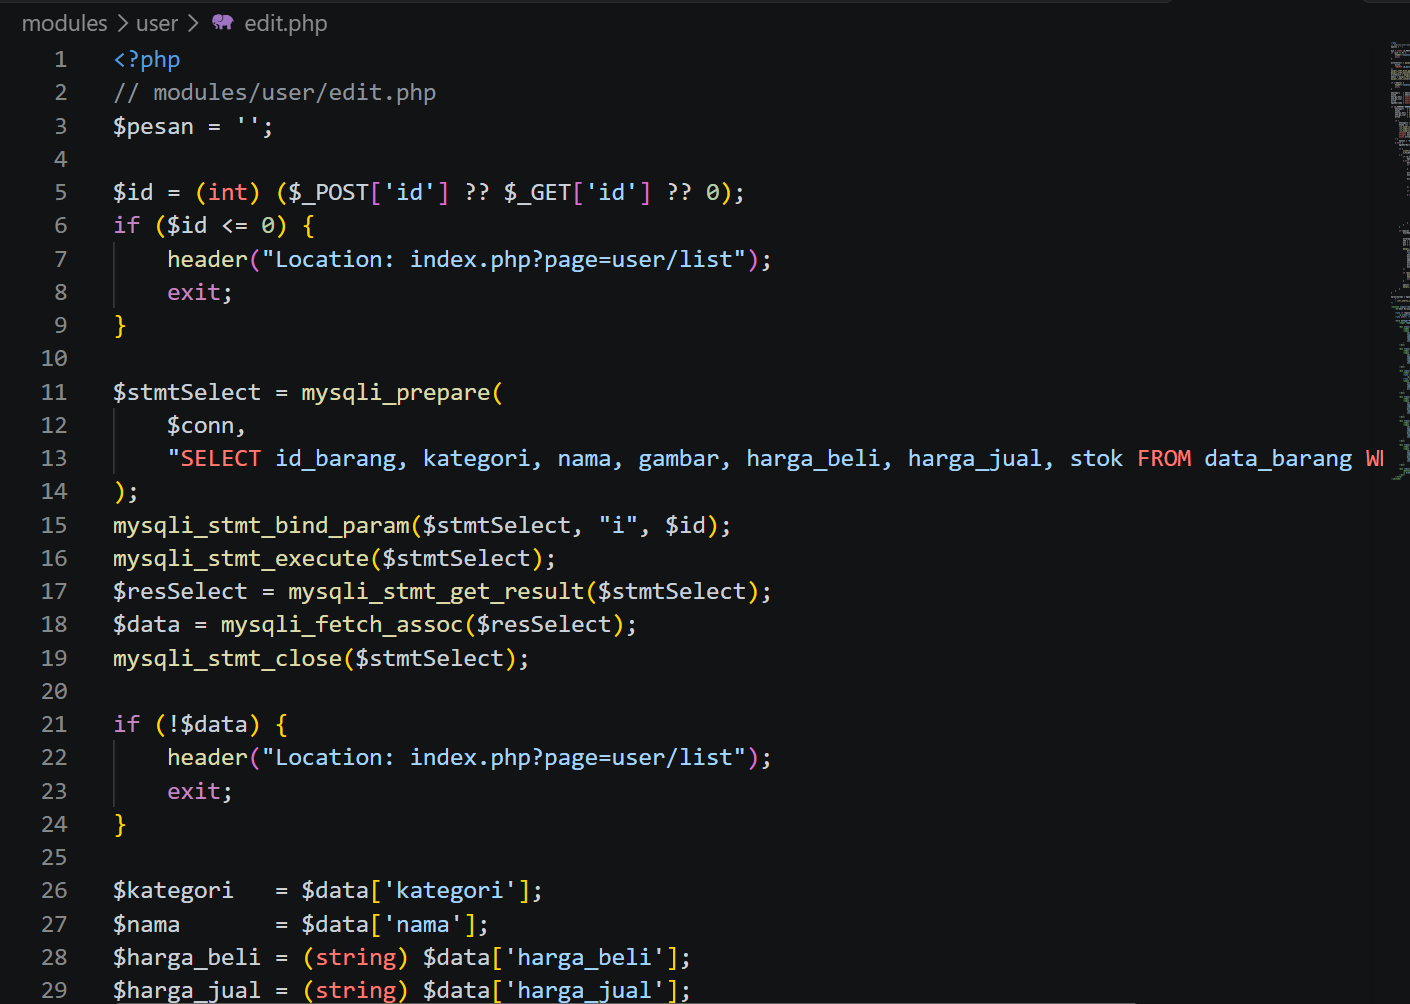 modules > user > edit.php
1 <?php
2 // modules/user/edit.php
3 $pesan = '';
4
5 $id = (int) ($_POST['id'] ?? $_GET['id'] ?? 0);
6 if ($id <= 0) {
7     header("Location: index.php?page=user/list");
8     exit;
9 }
10
11 $stmtSelect = mysqli_prepare(
12     $conn,
13     "SELECT id_barang, kategori, nama, gambar, harga_beli, harga_jual, stok FROM data_barang
14 );
15 mysqli_stmt_bind_param($stmtSelect, "i", $id);
16 mysqli_stmt_execute($stmtSelect);
17 $resSelect = mysqli_stmt_get_result($stmtSelect);
18 $data = mysqli_fetch_assoc($resSelect);
19 mysqli_stmt_close($stmtSelect);
20
21 if (!$data) {
22     header("Location: index.php?page=user/list");
23     exit;
24 }
25
26 $kategori   = $data['kategori'];
27 $nama       = $data['nama'];
28 $harga_beli = (string) $data['harga_beli'];
29 $harga_jual = (string) $data['harga_jual'];